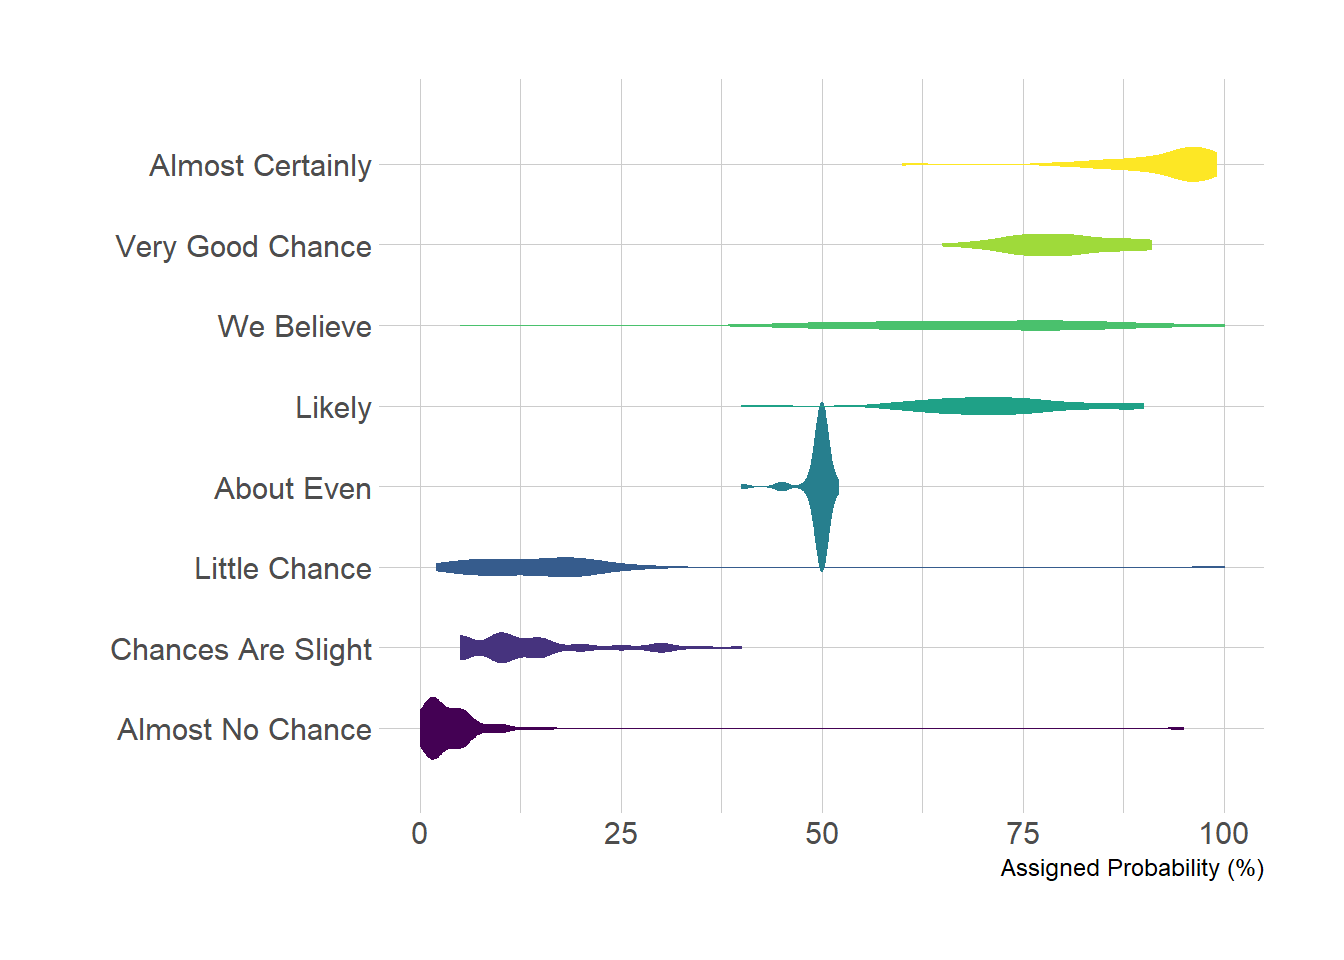 Almost Certainly
Very Good Chance
We Believe
Likely
About Even
Little Chance
Chances Are Slight
Almost No Chance
0 25 50 75 100
Assigned Probability (%)